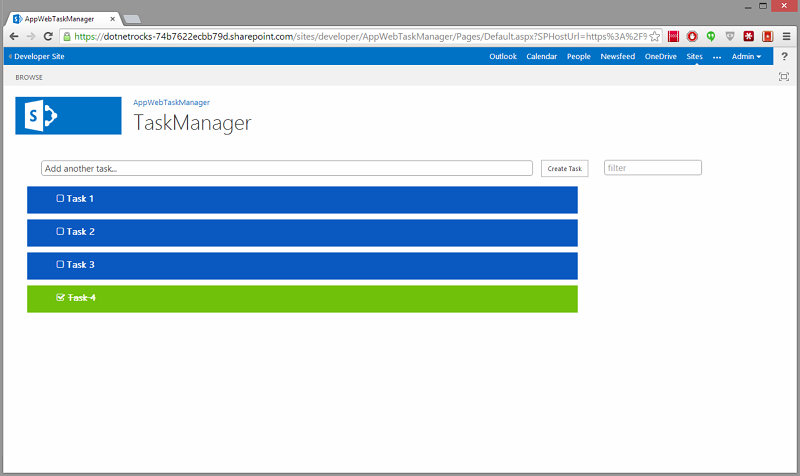 AppWebTaskManager
https://dotnetrocks-74b7622ecbb79d.sharepoint.com/sites/developer/AppWebTaskManager/Pages/Default.aspx?SPHostUrl=https%3A%2F%
Developer Site
Outlook Calendar People Newsfeed OneDrive Sites ••• Admin ?
BROWSE
S
AppWebTaskManager
TaskManager
Add another task... Create Task filter
Task 1
Task 2
Task 3
Task 4